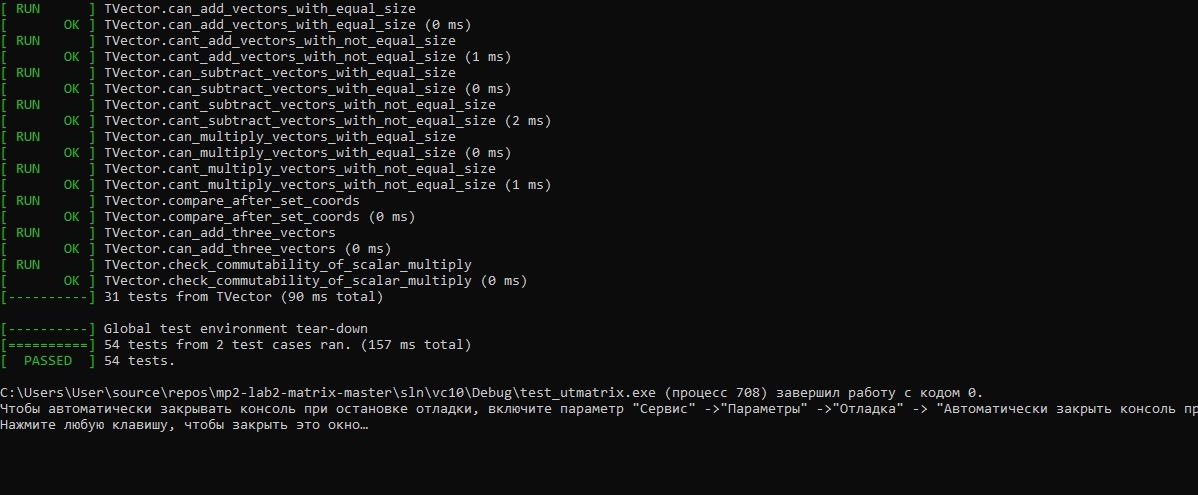 [ RUN      ] TVector.can_add_vectors_with_equal_size
[       OK ] TVector.can_add_vectors_with_equal_size (0 ms)
[ RUN      ] TVector.cant_add_vectors_with_not_equal_size
[       OK ] TVector.cant_add_vectors_with_not_equal_size (1 ms)
[ RUN      ] TVector.can_subtract_vectors_with_equal_size
[       OK ] TVector.can_subtract_vectors_with_equal_size (0 ms)
[ RUN      ] TVector.cant_subtract_vectors_with_not_equal_size
[       OK ] TVector.cant_subtract_vectors_with_not_equal_size (2 ms)
[ RUN      ] TVector.can_multiply_vectors_with_equal_size
[       OK ] TVector.can_multiply_vectors_with_equal_size (0 ms)
[ RUN      ] TVector.cant_multiply_vectors_with_not_equal_size
[       OK ] TVector.cant_multiply_vectors_with_not_equal_size (1 ms)
[ RUN      ] TVector.compare_after_set_coords
[       OK ] TVector.compare_after_set_coords (0 ms)
[ RUN      ] TVector.can_add_three_vectors
[       OK ] TVector.can_add_three_vectors (0 ms)
[ RUN      ] TVector.check_commutability_of_scalar_multiply
[       OK ] TVector.check_commutability_of_scalar_multiply (0 ms)
[----------] 31 tests from TVector (90 ms total)
[----------] Global test environment tear-down
[==========] 54 tests from 2 test cases ran. (157 ms total)
[  PASSED  ] 54 tests.
C:\Users\User\source\repos\mp2-lab2-matrix-master\sln\vc10\Debug\test_utmatrix.exe (процесс 708) завершил работу с кодом 0.
Чтобы автоматически закрывать консоль при остановке отладки, включите параметр "Сервис" ->"Параметры" ->"Отладка" -> "Автоматически закрыть консоль пр
Нажмите любую клавишу, чтобы закрыть это окно…